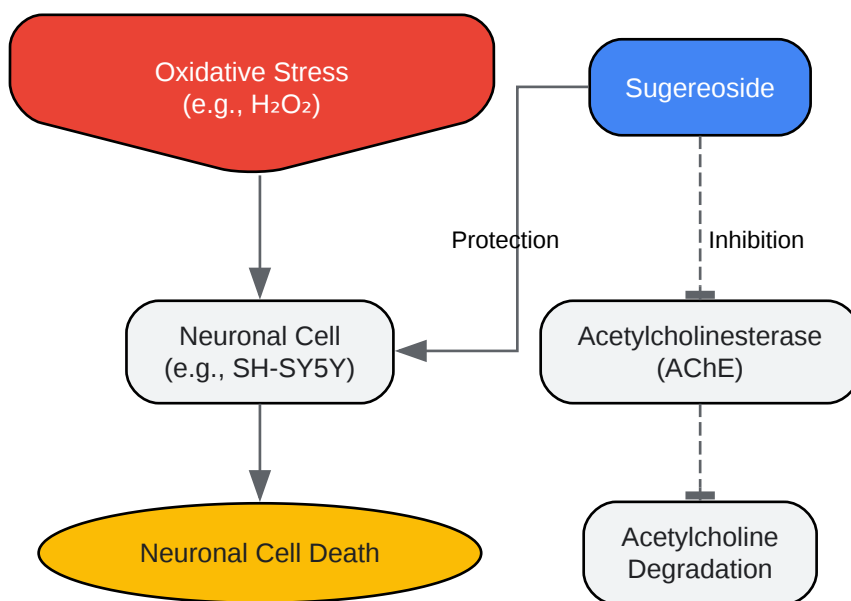 Oxidative Stress
(e.g., H₂O₂)
Sugereoside
Protection
Inhibition
Neuronal Cell
(e.g., SH-SY5Y)
Acetylcholinesterase
(AChE)
Neuronal Cell Death
Acetylcholine
Degradation